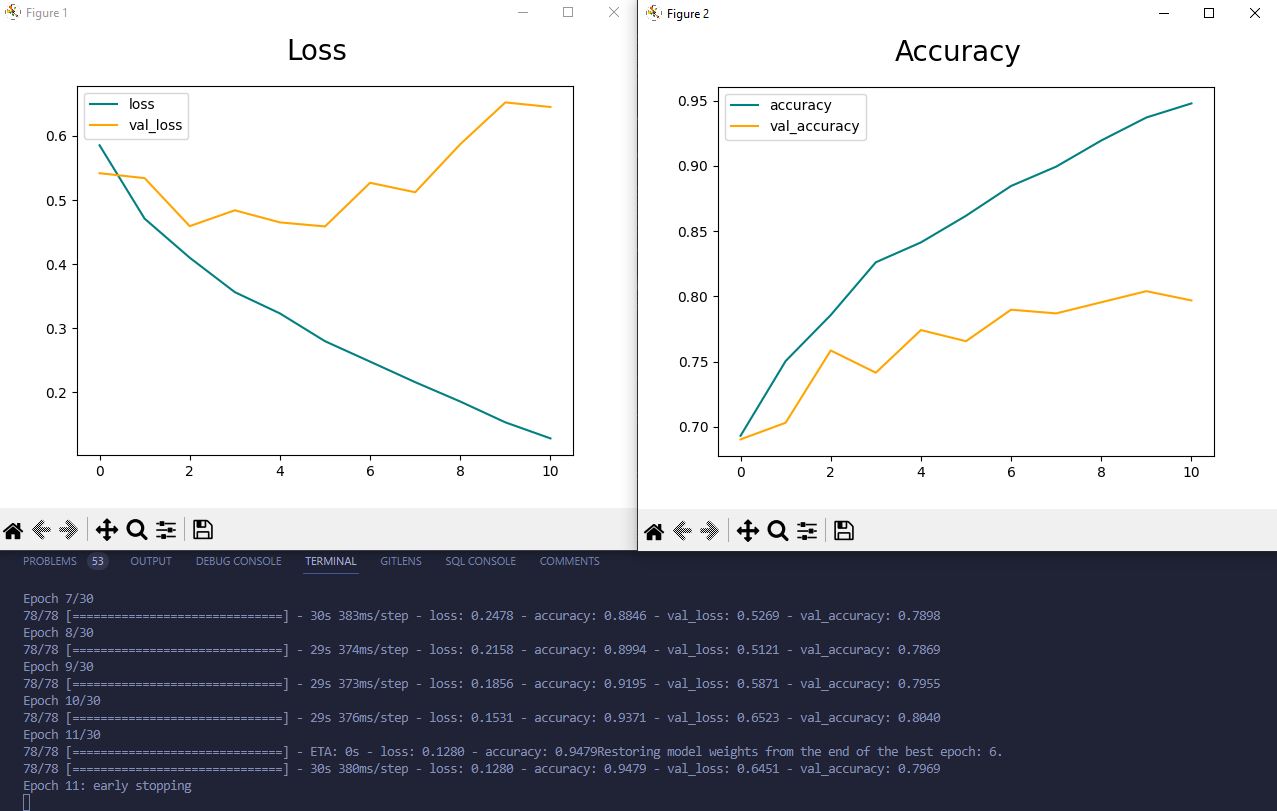 Figure 1
Loss
loss
val_loss
0.6
0.5
0.4
0.3
0.2
0 2 4 6 8 10
Figure 2
Accuracy
accuracy
val_accuracy
0.95
0.90
0.85
0.80
0.75
0.70
0 2 4 6 8 10
PROBLEMS 53 OUTPUT DEBUG CONSOLE TERMINAL GITLENS SQL CONSOLE COMMENTS
Epoch 7/30
78/78 [==============================] - 30s 383ms/step - loss: 0.2478 - accuracy: 0.8846 - val_loss: 0.5269 - val_accuracy: 0.7898
Epoch 8/30
78/78 [==============================] - 29s 374ms/step - loss: 0.2158 - accuracy: 0.8994 - val_loss: 0.5121 - val_accuracy: 0.7869
Epoch 9/30
78/78 [==============================] - 29s 373ms/step - loss: 0.1856 - accuracy: 0.9195 - val_loss: 0.5871 - val_accuracy: 0.7955
Epoch 10/30
78/78 [==============================] - 29s 376ms/step - loss: 0.1531 - accuracy: 0.9371 - val_loss: 0.6523 - val_accuracy: 0.8040
Epoch 11/30
78/78 [==============================] - ETA: 0s - loss: 0.1280 - accuracy: 0.9479Restoring model weights from the end of the best epoch: 6.
78/78 [==============================] - 30s 380ms/step - loss: 0.1280 - accuracy: 0.9479 - val_loss: 0.6451 - val_accuracy: 0.7969
Epoch 11: early stopping